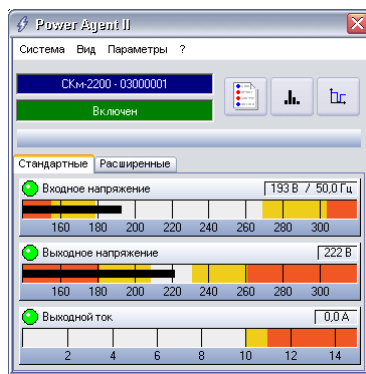 Power Agent II
Система Вид Параметры ?
СКм-2200 - 03000001
Включен
Стандартные Расширенные
Входное напряжение 193 В / 50,0 Гц
160 180 200 220 240 260 280 300
Выходное напряжение 222 В
160 180 200 220 240 260 280 300
Выходной ток 0,0 А
2 4 6 8 10 12 14